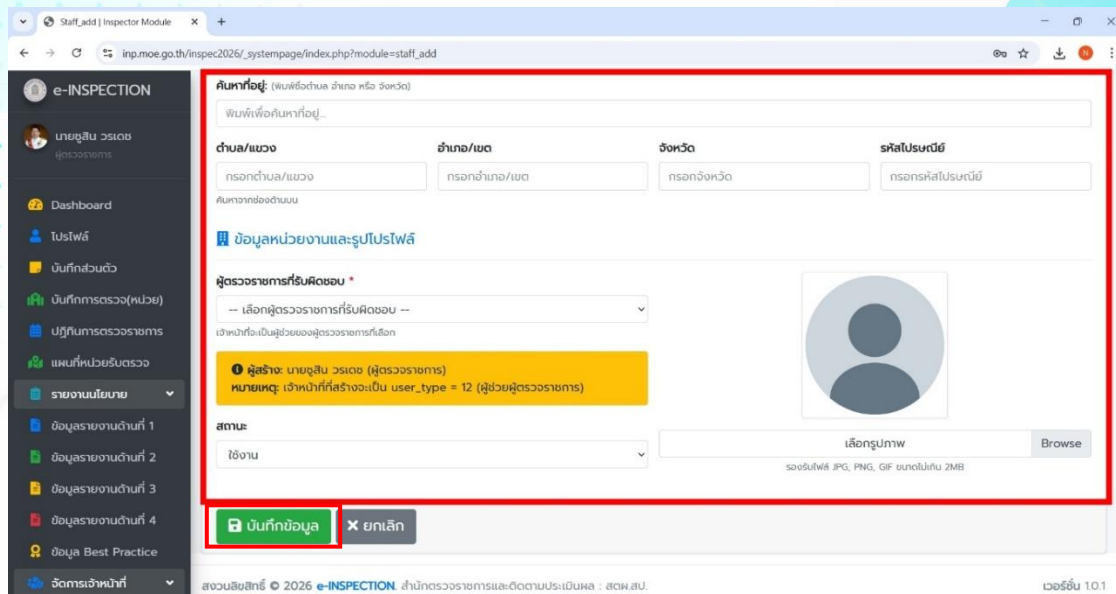 Staff_add | Inspector Module
inp.moe.go.th/inspec2026/_systempage/index.php?module=staff_add
N
e-INSPECTION
นายชูสิน วรเดช
ผู้ตรวจราชการ
Dashboard
โปรไฟล์
บันทึกส่วนตัว
บันทึกการตรวจ(หน่วย)
ปฏิทินการตรวจราชการ
แผนที่หน่วยรับตรวจ
รายงานนโยบาย
ข้อมูลรายงานด้านที่ 1
ข้อมูลรายงานด้านที่ 2
ข้อมูลรายงานด้านที่ 3
ข้อมูลรายงานด้านที่ 4
ข้อมูล Best Practice
จัดการเจ้าหน้าที่
ค้นหาที่อยู่: (พิมพ์ชื่อตำบล อำเภอ หรือ จังหวัด)
พิมพ์เพื่อค้นหาที่อยู่...
ตำบล/แขวง อำเภอ/เขต จังหวัด รหัสไปรษณีย์
กรอกตำบล/แขวง กรอกอำเภอ/เขต กรอกจังหวัด กรอกรหัสไปรษณีย์
ค้นหาจากช่องด้านบน
ข้อมูลหน่วยงานและรูปโปรไฟล์
ผู้ตรวจราชการที่รับผิดชอบ *
-- เลือกผู้ตรวจราชการที่รับผิดชอบ --
เจ้าหน้าที่จะเป็นผู้ช่วยของผู้ตรวจราชการที่เลือก
ผู้สร้าง: นายชูสิน วรเดช (ผู้ตรวจราชการ)
หมายเหตุ: เจ้าหน้าที่ที่สร้างจะเป็น user_type = 12 (ผู้ช่วยผู้ตรวจราชการ)
สถานะ
ใช้งาน
เลือกรูปภาพ Browse
รองรับไฟล์ JPG, PNG, GIF ขนาดไม่เกิน 2MB
บันทึกข้อมูล ยกเลิก
สงวนลิขสิทธิ์ © 2026 e-INSPECTION. สำนักตรวจราชการและติดตามประเมินผล : สตผ.สป. เวอร์ชั่น 1.0.1